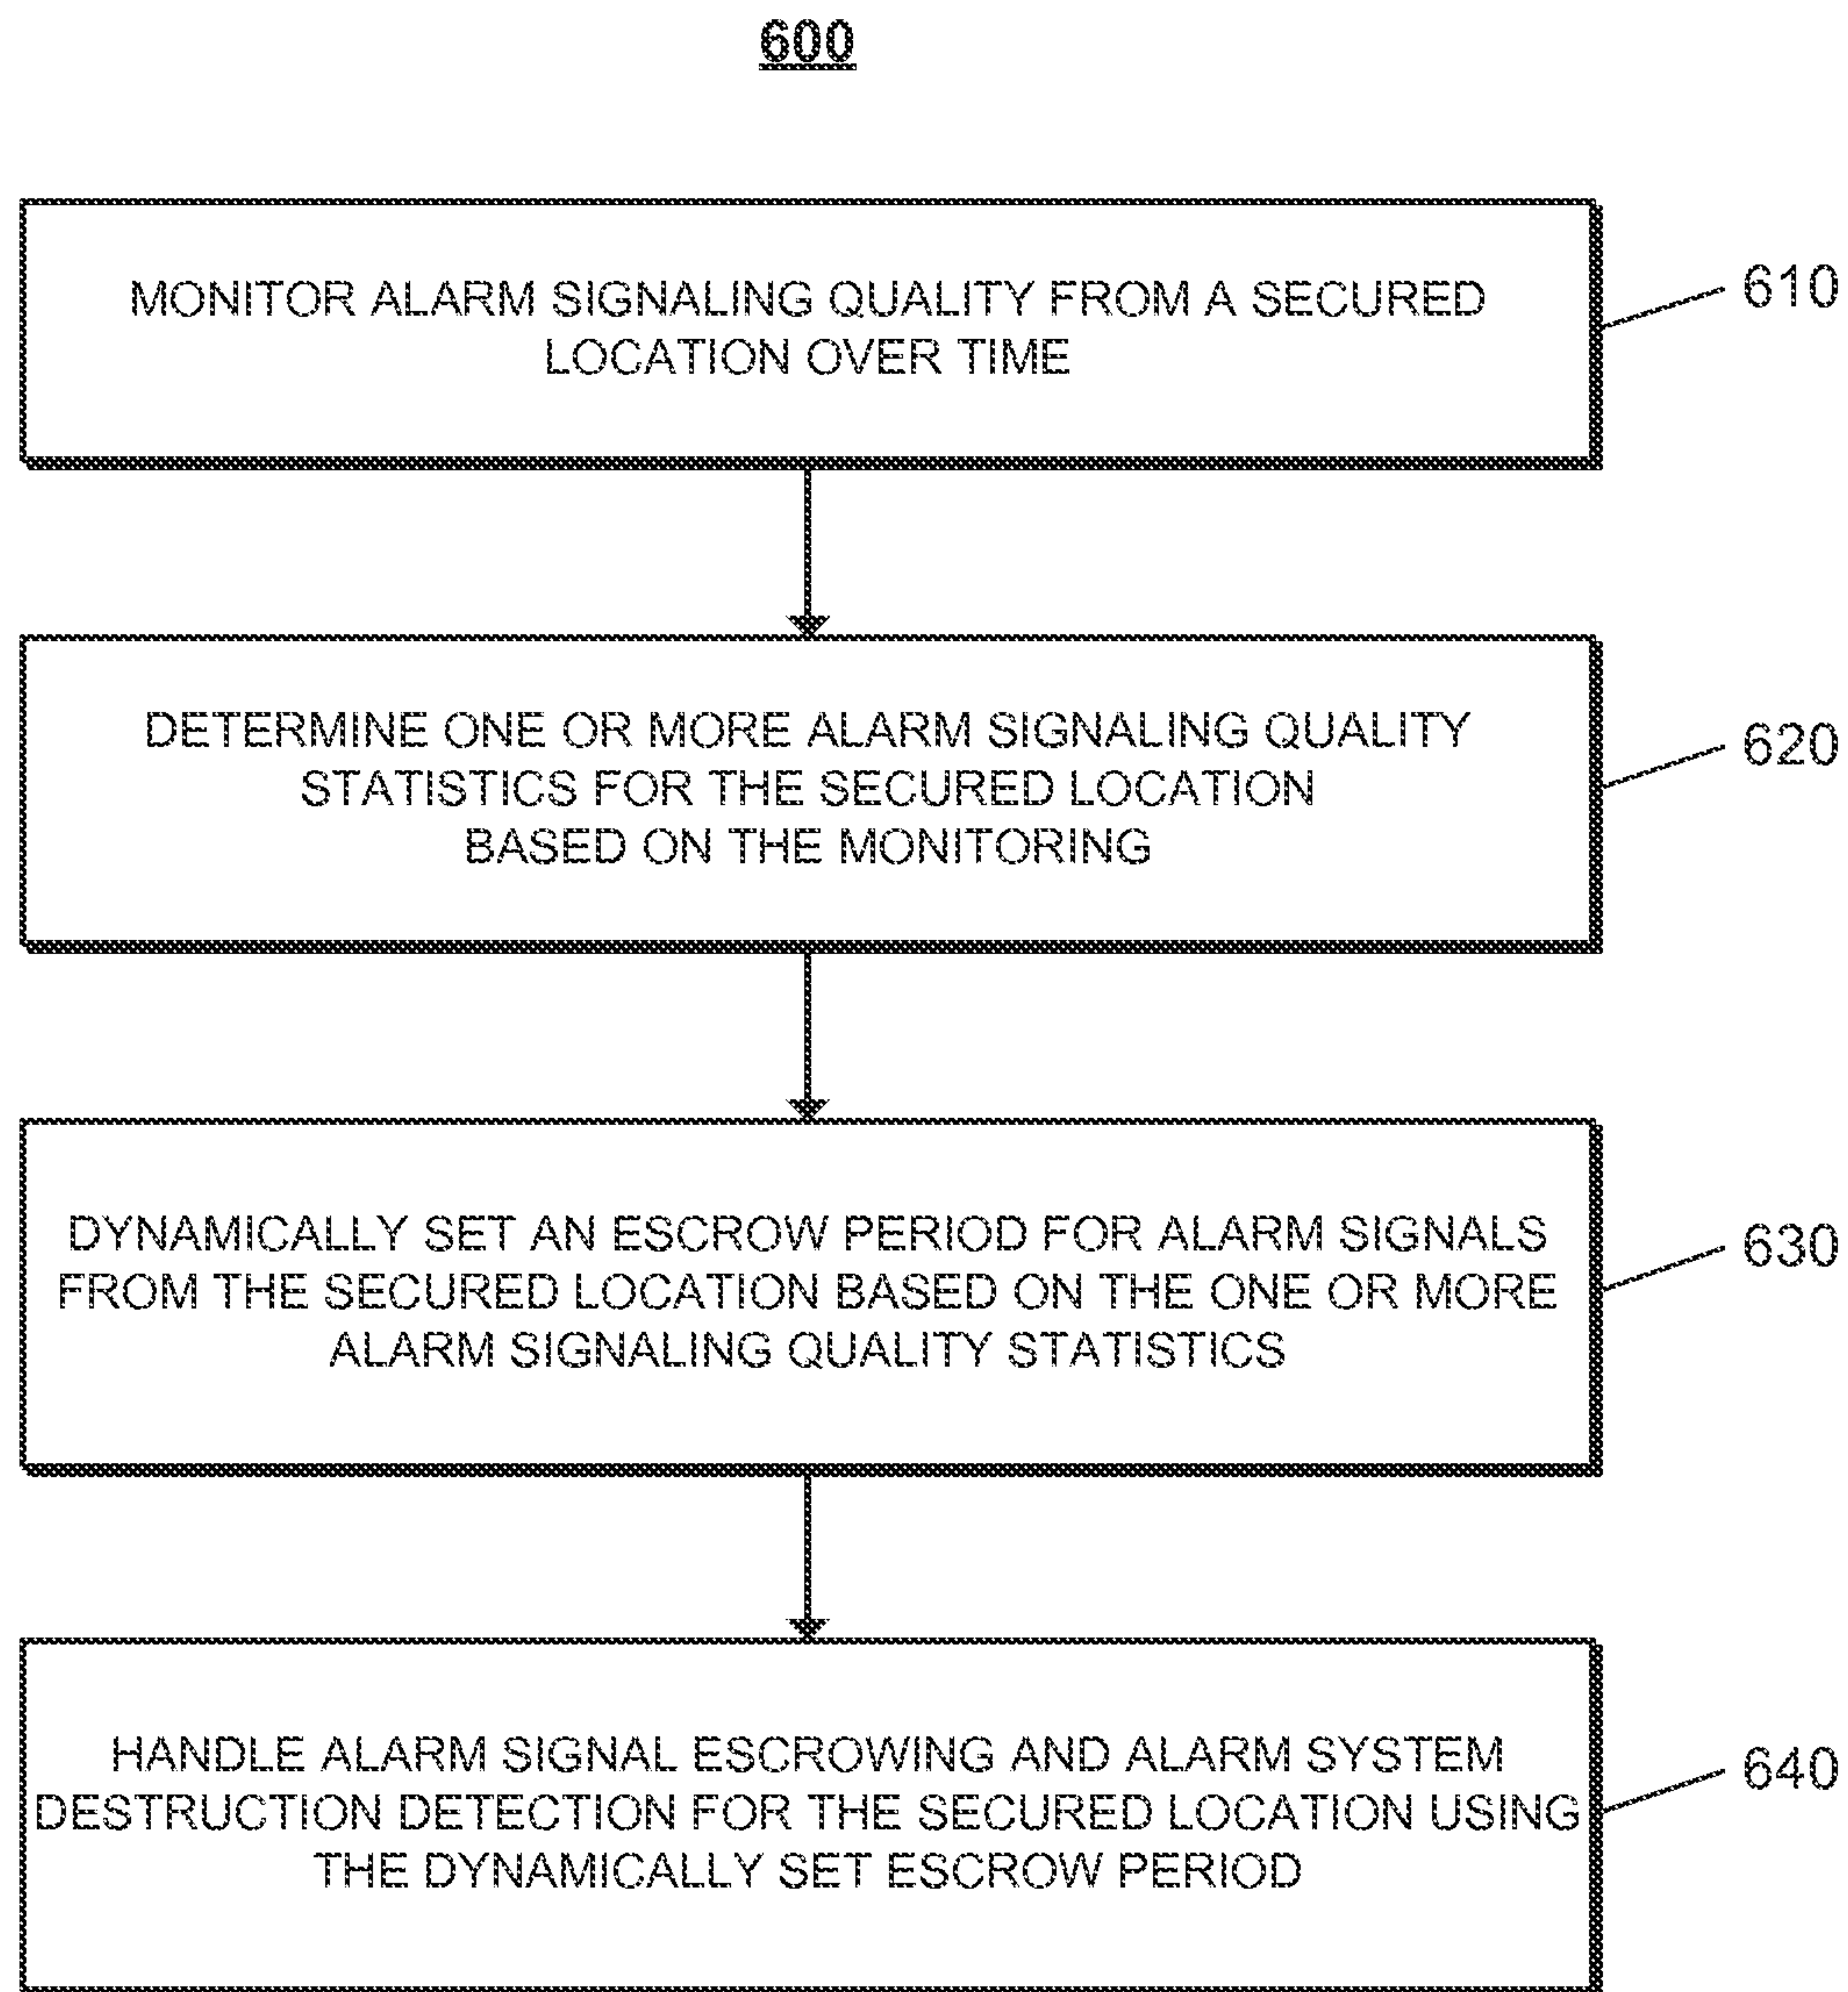 600
MONITOR ALARM SIGNALING QUALITY FROM A SECURED
LOCATION OVER TIME
610
DETERMINE ONE OR MORE ALARM SIGNALING QUALITY
STATISTICS FOR THE SECURED LOCATION
BASED ON THE MONITORING
620
DYNAMICALLY SET AN ESCROW PERIOD FOR ALARM SIGNALS
FROM THE SECURED LOCATION BASED ON THE ONE OR MORE
ALARM SIGNALING QUALITY STATISTICS
630
HANDLE ALARM SIGNAL ESCROWING AND ALARM SYSTEM
DESTRUCTION DETECTION FOR THE SECURED LOCATION USING
THE DYNAMICALLY SET ESCROW PERIOD
640